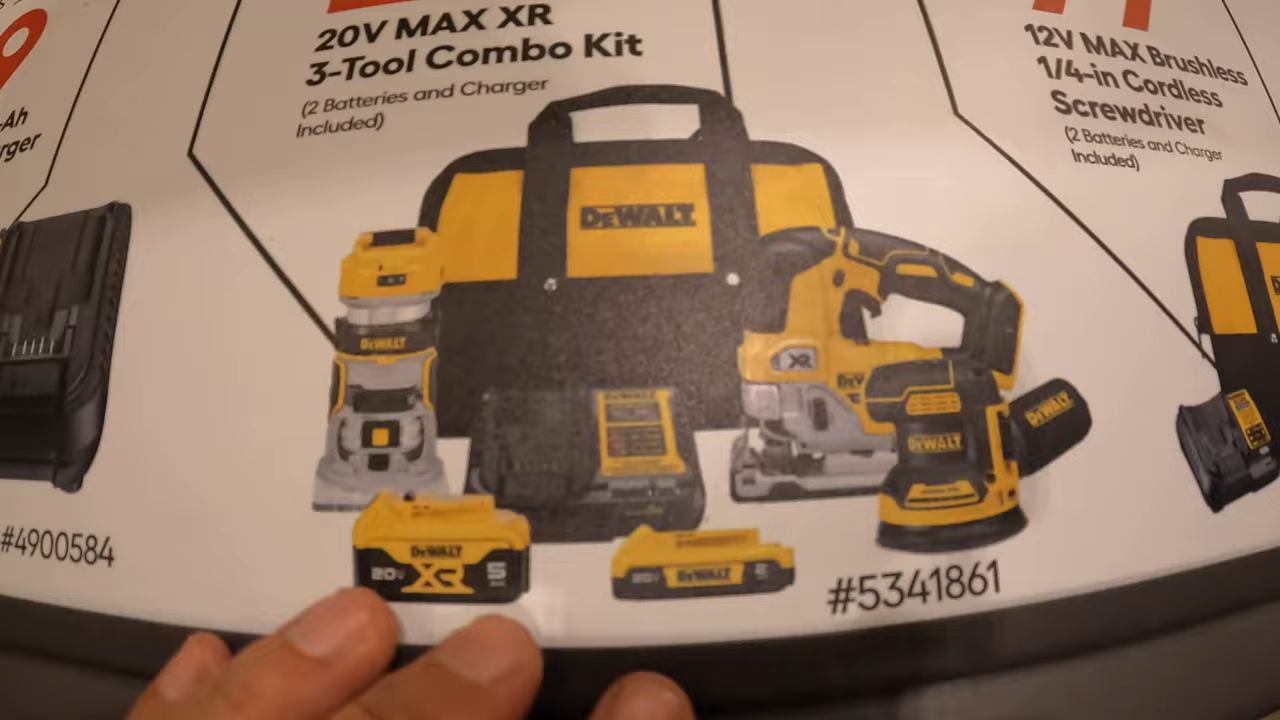 9
-Ah
rger
#4900584
20V MAX XR
3-Tool Combo Kit
(2 Batteries and Charger
Included)
DEWALT
DEWALT
XR
DEWALT
DEWALT
DEWALT
20V XR 5
20V DEWALT
#5341861
12V MAX Brushless
1/4-in Cordless
Screwdriver
(2 Batteries and Charger
Included)